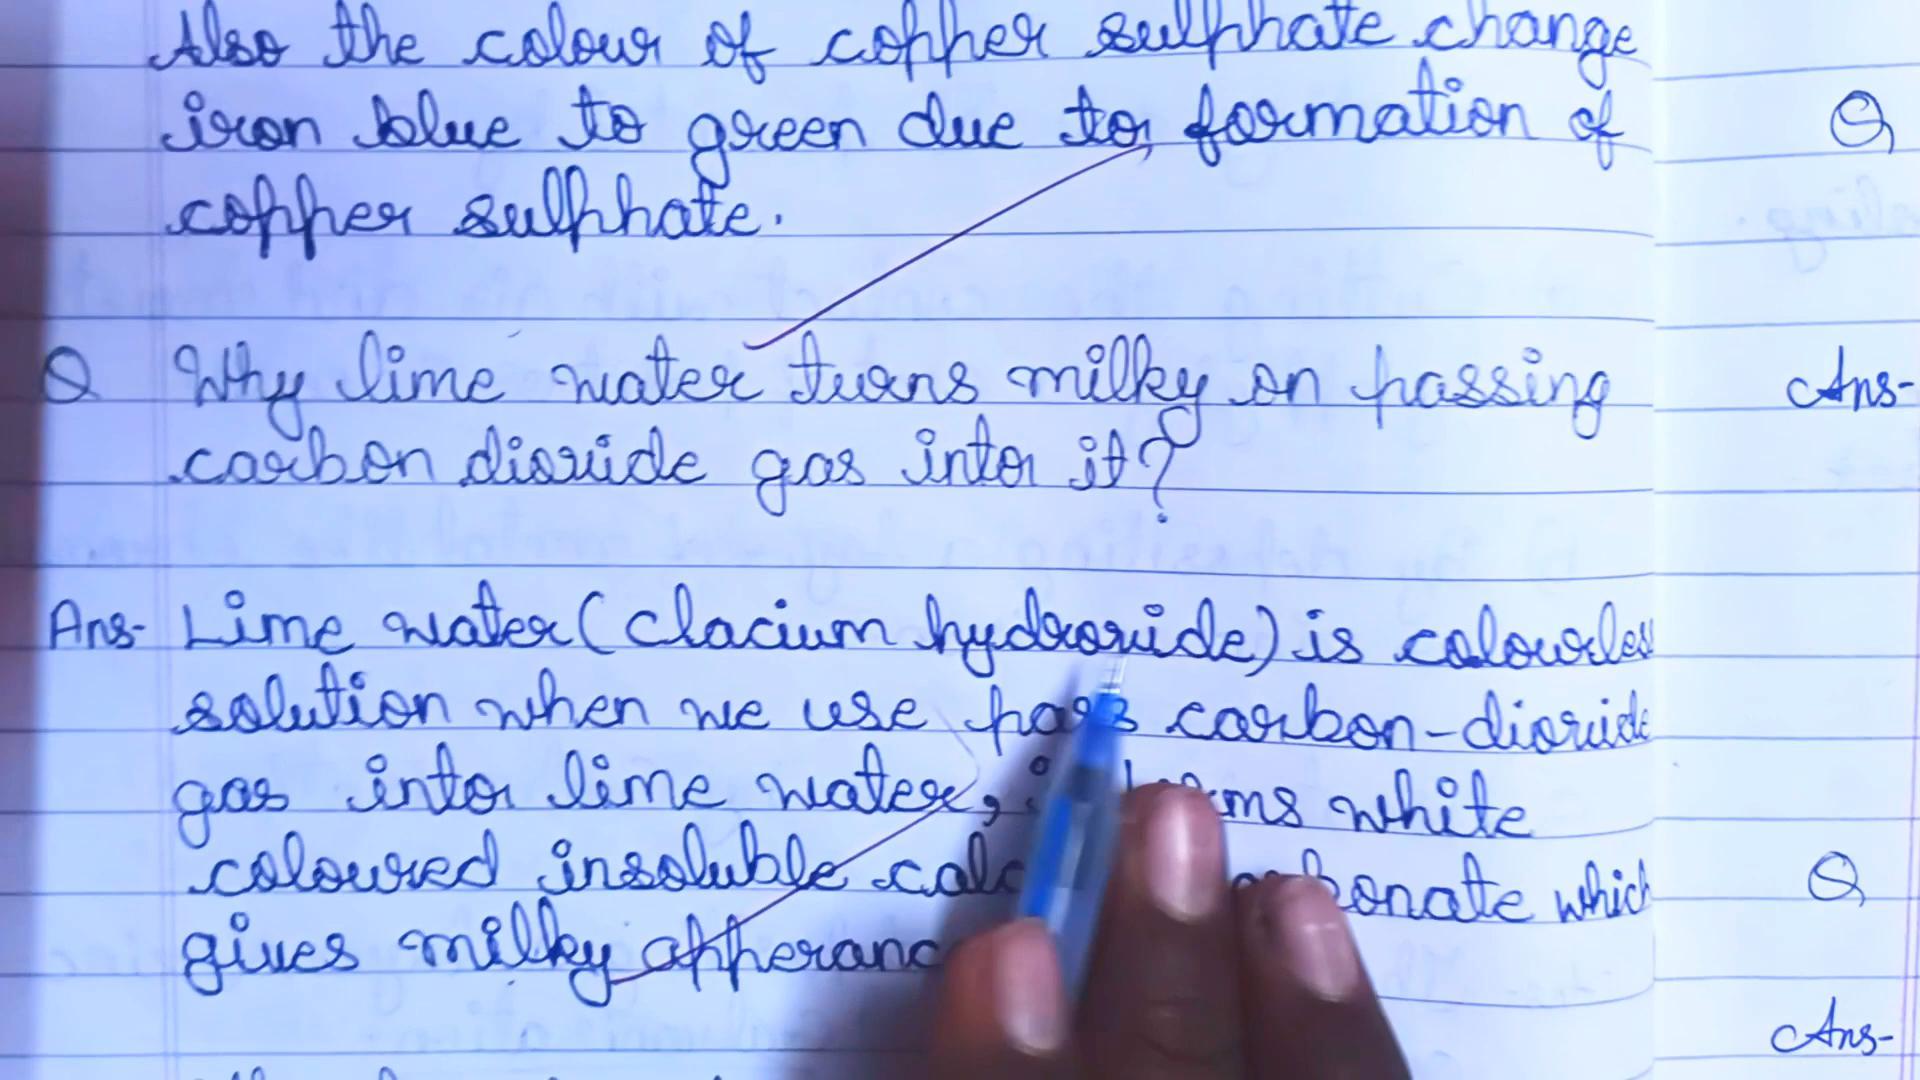 Also the colour of copper sulphate change
iron blue to green due to formation of
copper sulphate.
Q Why lime water turns milky on passing
carbon dioxide gas into it?
Ans- Lime water (Clacium hydroxide) is colourless
solution when we use pass carbon-dioxide
gas into lime water, white
coloured insoluble which
gives milky
Q
Ans-
Q
Ans-